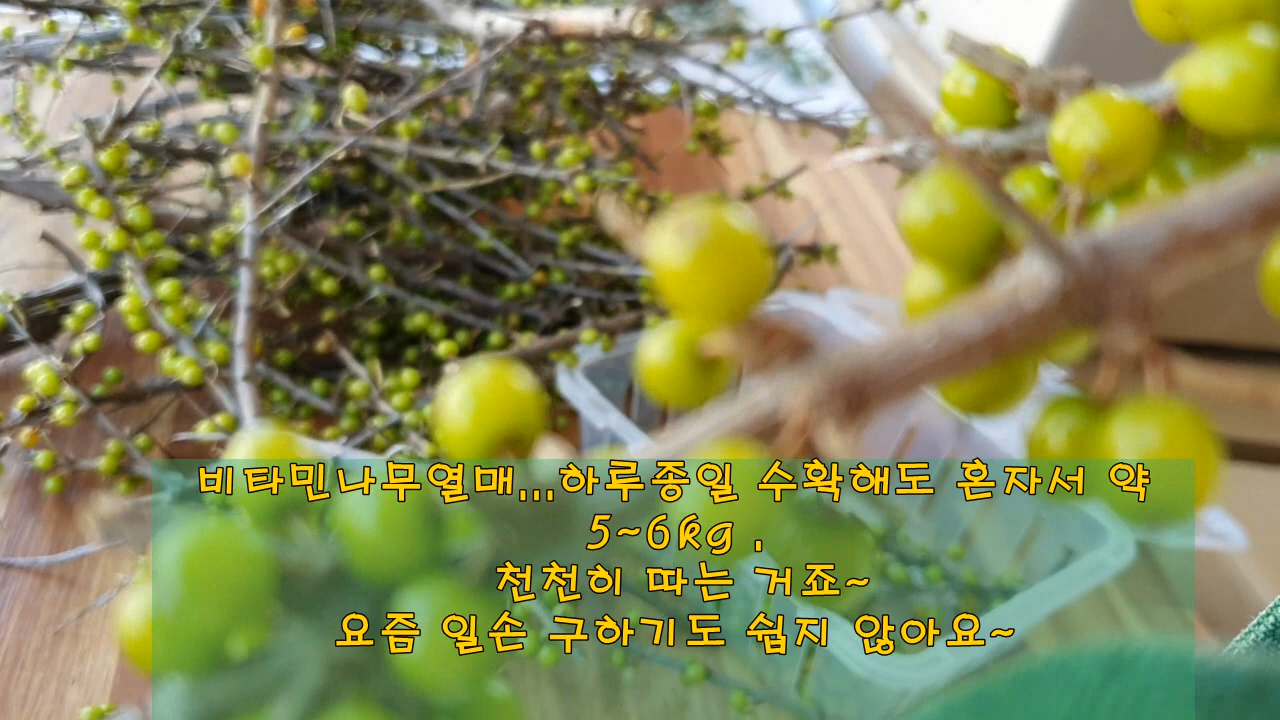 비타민나무열매...하루종일 수확해도 혼자서 약
5~6kg .
천천히 따는 거죠~
요즘 일손 구하기도 쉽지 않아요~